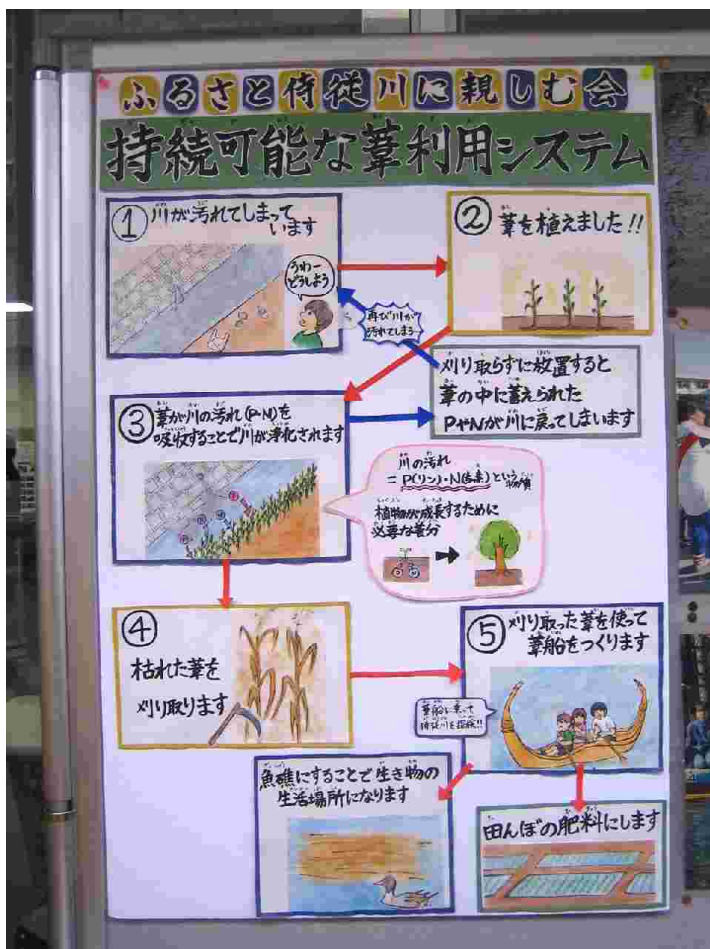 ふるさと侍従川に親しむ会
持続可能な葦利用システム
① 川が汚れてしまって
います
うわー
どうしよう
② 葦を植えました!!
再び川が
汚れてしまう
刈り取らずに放置すると
葦の中に蓄えられた
PやNが川に戻ってしまいます
③ 葦が川の汚れ(P・N)を
吸収することで川が浄化されます
川の汚れ
=P(リン)・N(窒素)という物質
植物が成長するために
必要な養分
④
枯れた葦を
刈り取ります
⑤ 刈り取った葦を使って
葦船をつくります
葦船に乗って
侍従川を探検!!
魚礁にすることで生き物の
生活場所になります
田んぼの肥料にします